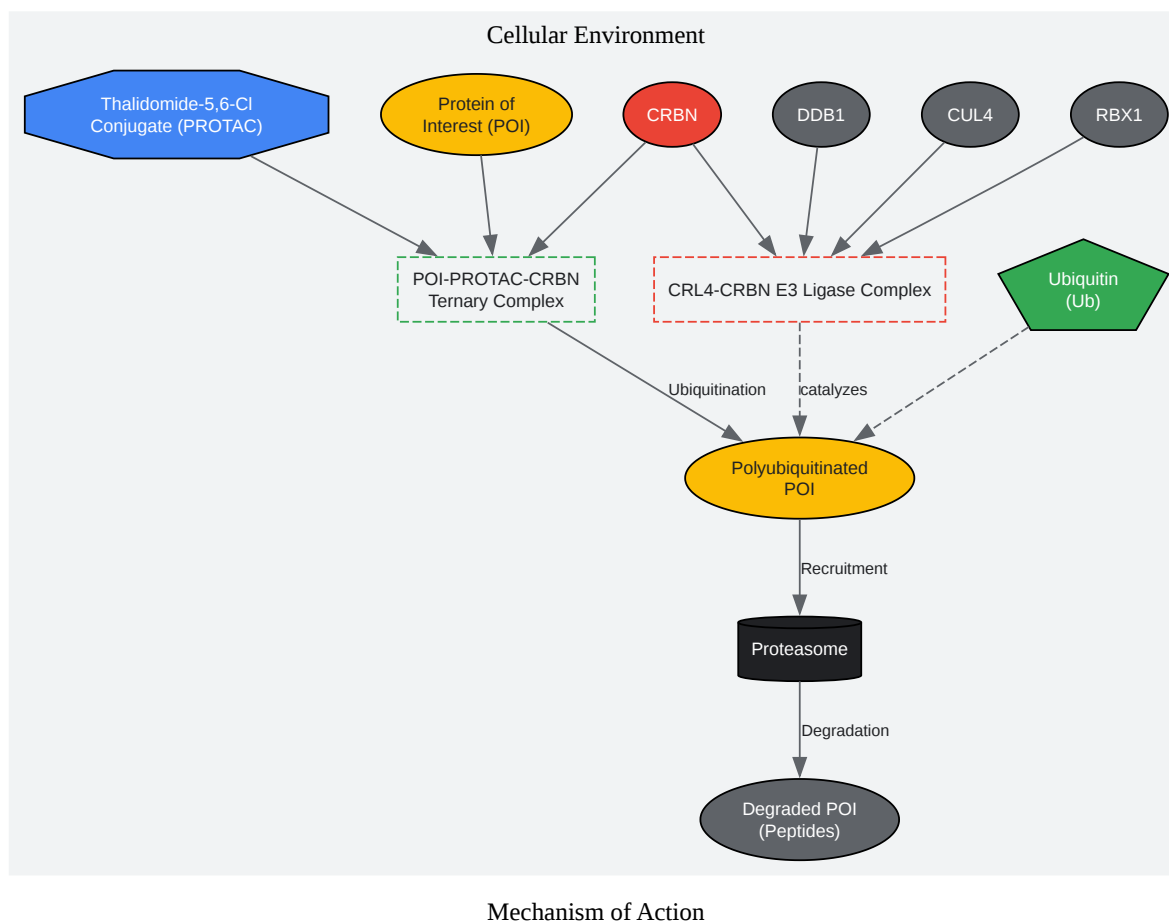 Cellular Environment
Thalidomide-5,6-Cl
Conjugate (PROTAC)
Protein of
Interest (POI)
CRBN
DDB1
CUL4
RBX1
POI-PROTAC-CRBN
Ternary Complex
CRL4-CRBN E3 Ligase Complex
Ubiquitin
(Ub)
Ubiquitination
catalyzes
Polyubiquitinated
POI
Recruitment
Proteasome
Degradation
Degraded POI
(Peptides)
Mechanism of Action